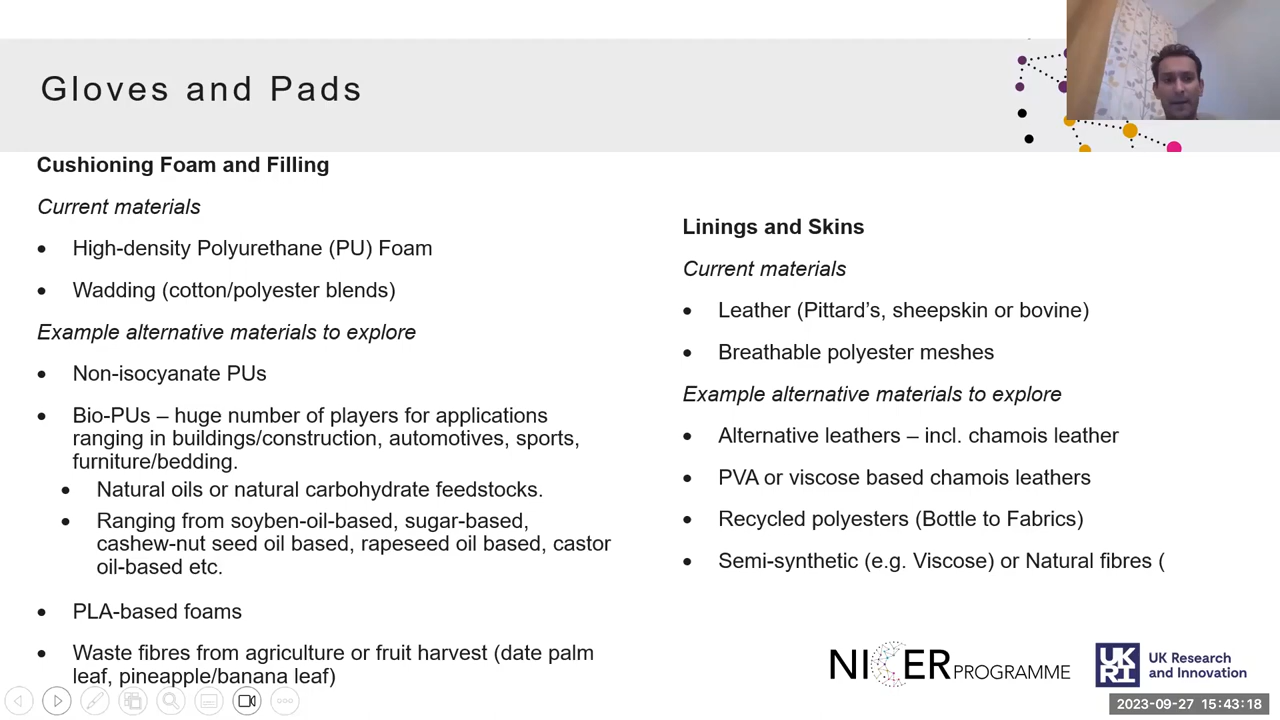 Gloves and Pads
Cushioning Foam and Filling
Current materials
• High-density Polyurethane (PU) Foam
• Wadding (cotton/polyester blends)
Example alternative materials to explore
• Non-isocyanate PUs
• Bio-PUs – huge number of players for applications
ranging in buildings/construction, automotives, sports,
furniture/bedding.
• Natural oils or natural carbohydrate feedstocks.
• Ranging from soyben-oil-based, sugar-based,
cashew-nut seed oil based, rapeseed oil based, castor
oil-based etc.
• PLA-based foams
• Waste fibres from agriculture or fruit harvest (date palm
leaf, pineapple/banana leaf)
Linings and Skins
Current materials
• Leather (Pittard’s, sheepskin or bovine)
• Breathable polyester meshes
Example alternative materials to explore
• Alternative leathers – incl. chamois leather
• PVA or viscose based chamois leathers
• Recycled polyesters (Bottle to Fabrics)
• Semi-synthetic (e.g. Viscose) or Natural fibres (
NICER PROGRAMME
UKRI
UK Research
and Innovation
2023-09-27 15:43:18